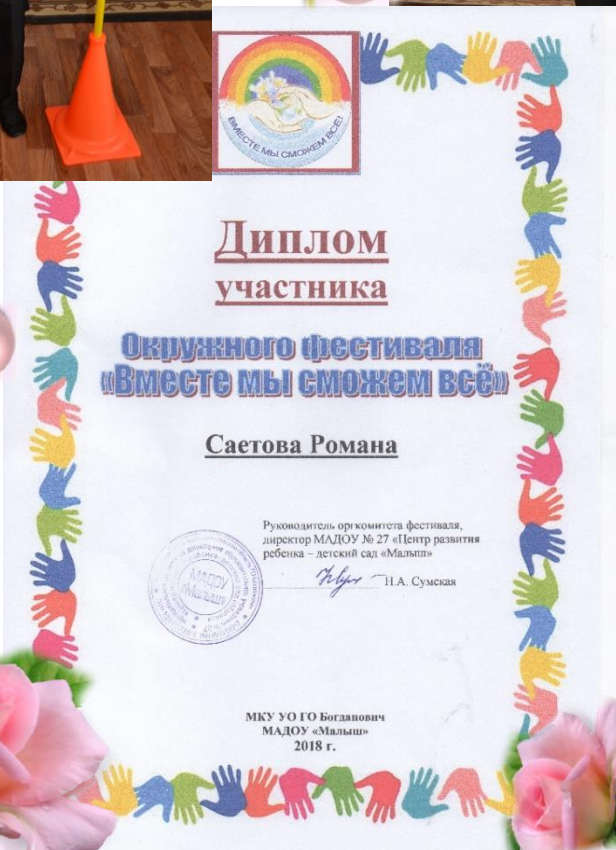 ВМЕСТЕ МЫ СМОЖЕМ ВСЁ!
Диплом
участника
Окружного фестиваля
«Вместе мы сможем всё»
Саетова Романа
Руководитель оргкомитета фестиваля,
директор МАДОУ № 27 «Центр развития
ребенка – детский сад «Малыш»
Н.А. Сумская
МАДОУ
«Малыш»
МКУ УО ГО Богданович
МАДОУ «Малыш»
2018 г.